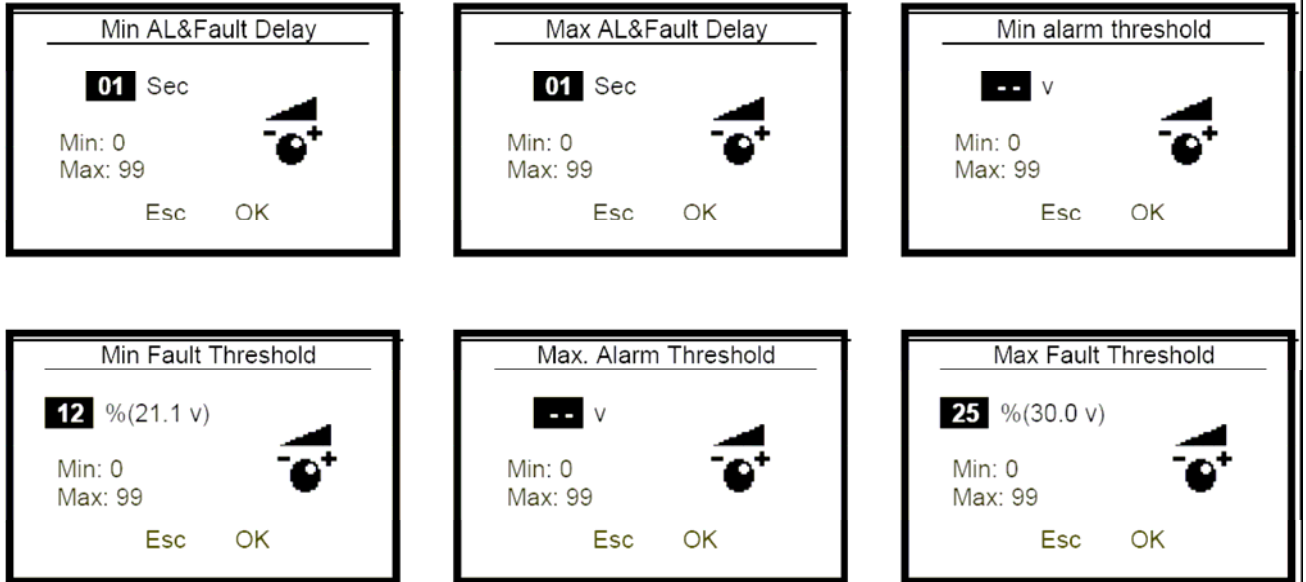 Min AL&Fault Delay
01 Sec
- +
Min: 0
Max: 99
Esc OK
Max AL&Fault Delay
01 Sec
- +
Min: 0
Max: 99
Esc OK
Min alarm threshold
-- v
- +
Min: 0
Max: 99
Esc OK
Min Fault Threshold
12 %(21.1 v)
- +
Min: 0
Max: 99
Esc OK
Max. Alarm Threshold
-- v
- +
Min: 0
Max: 99
Esc OK
Max Fault Threshold
25 %(30.0 v)
- +
Min: 0
Max: 99
Esc OK